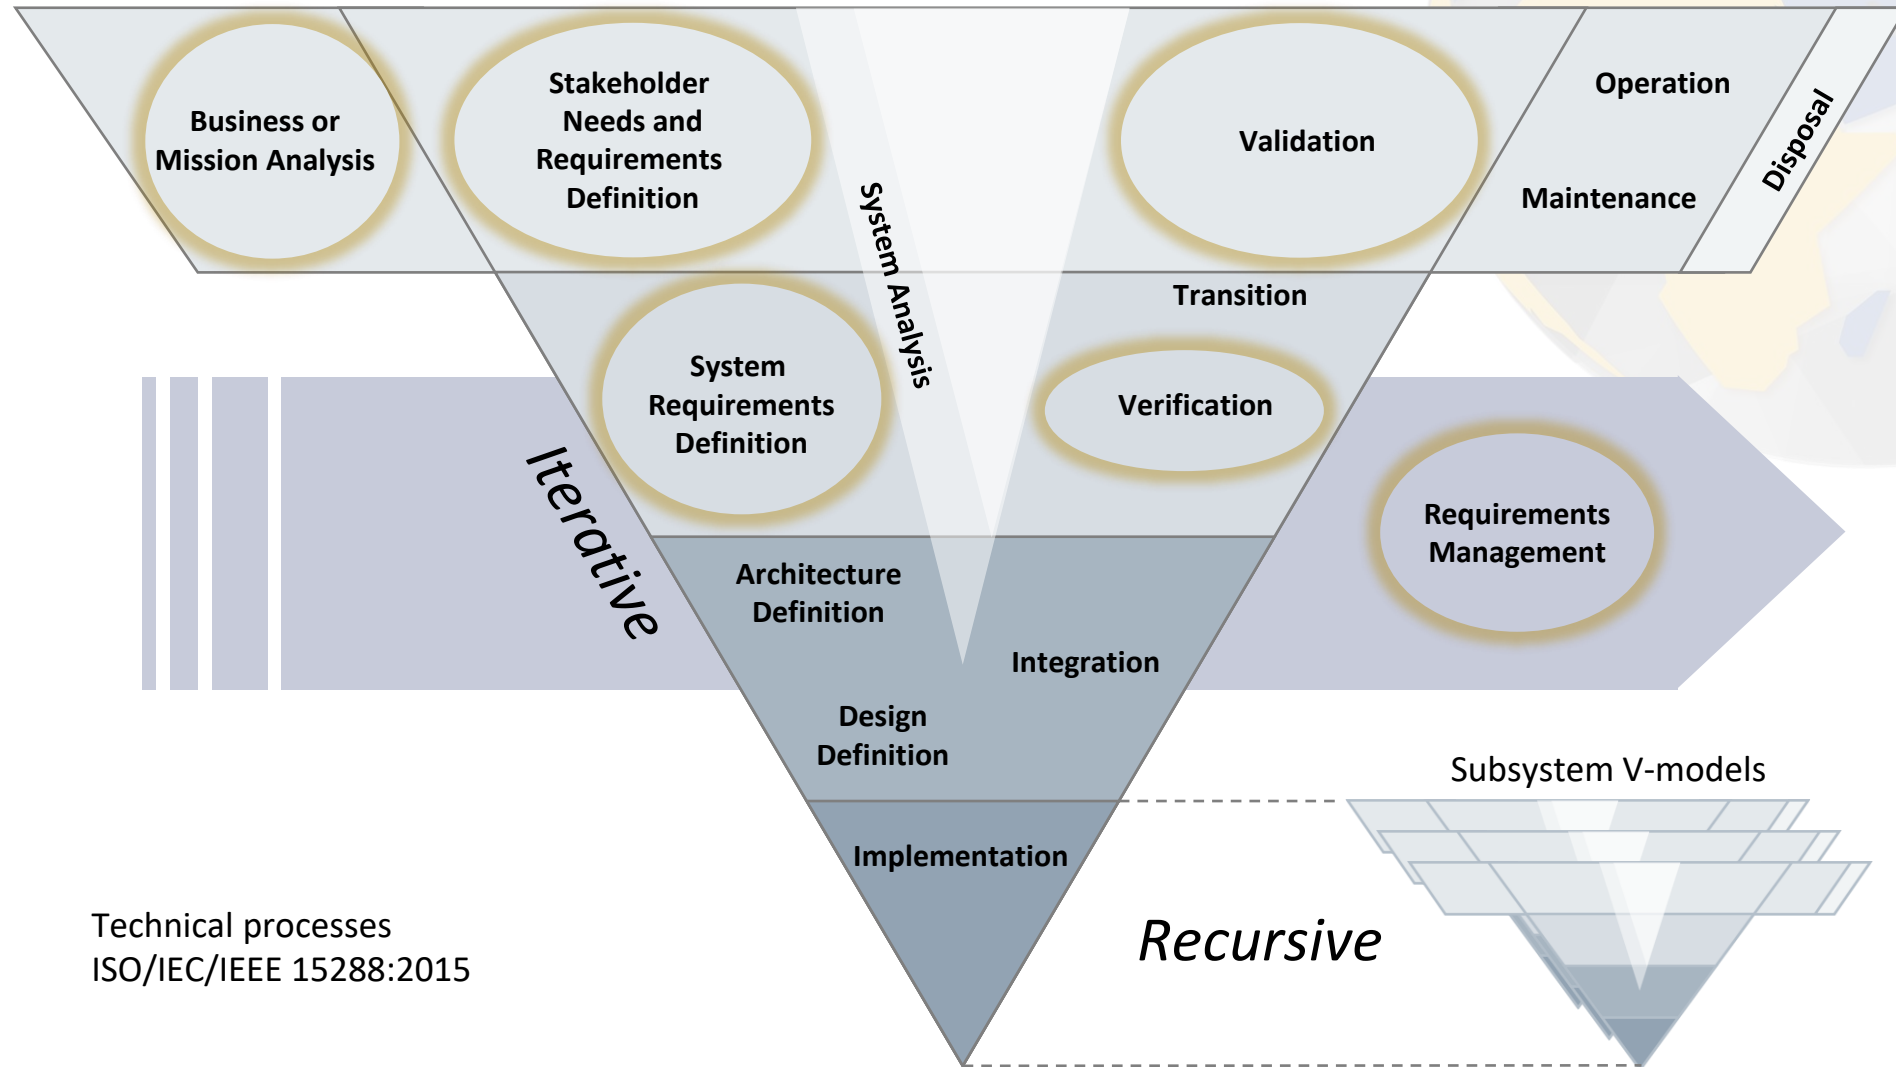 Business or
Mission Analysis
Stakeholder
Needs and
Requirements
Definition
System Analysis
Validation
Operation
Maintenance
Disposal
System
Requirements
Definition
Transition
Verification
Iterative
Requirements
Management
Architecture
Definition
Integration
Design
Definition
Subsystem V-models
Implementation
Recursive
Technical processes
ISO/IEC/IEEE 15288:2015